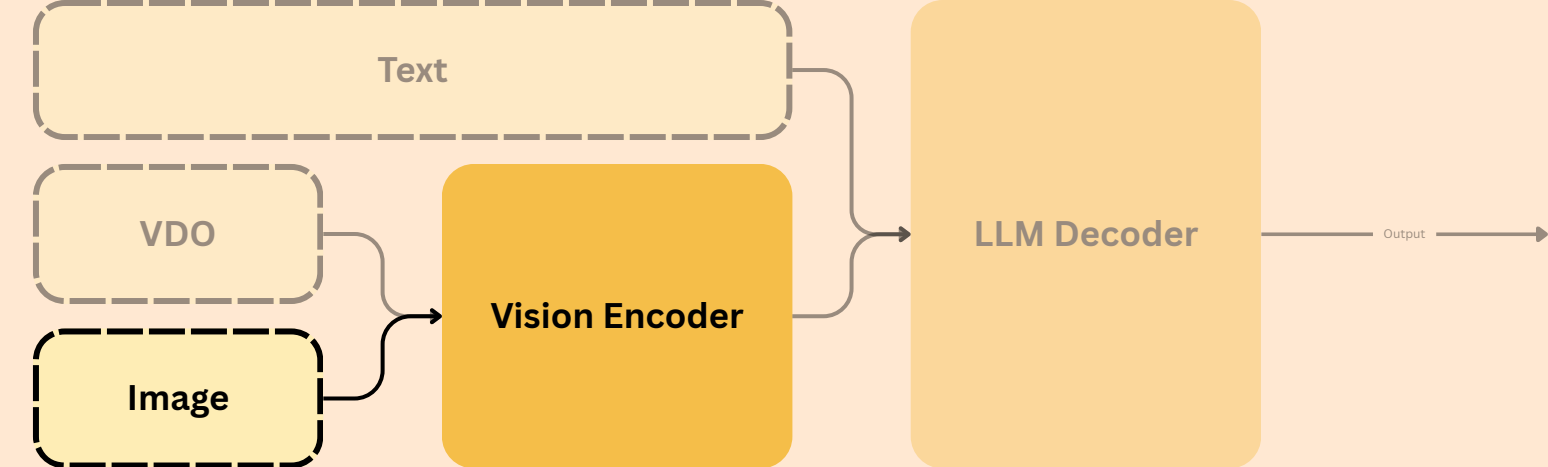 Text
VDO
Image
Vision Encoder
LLM Decoder
Output